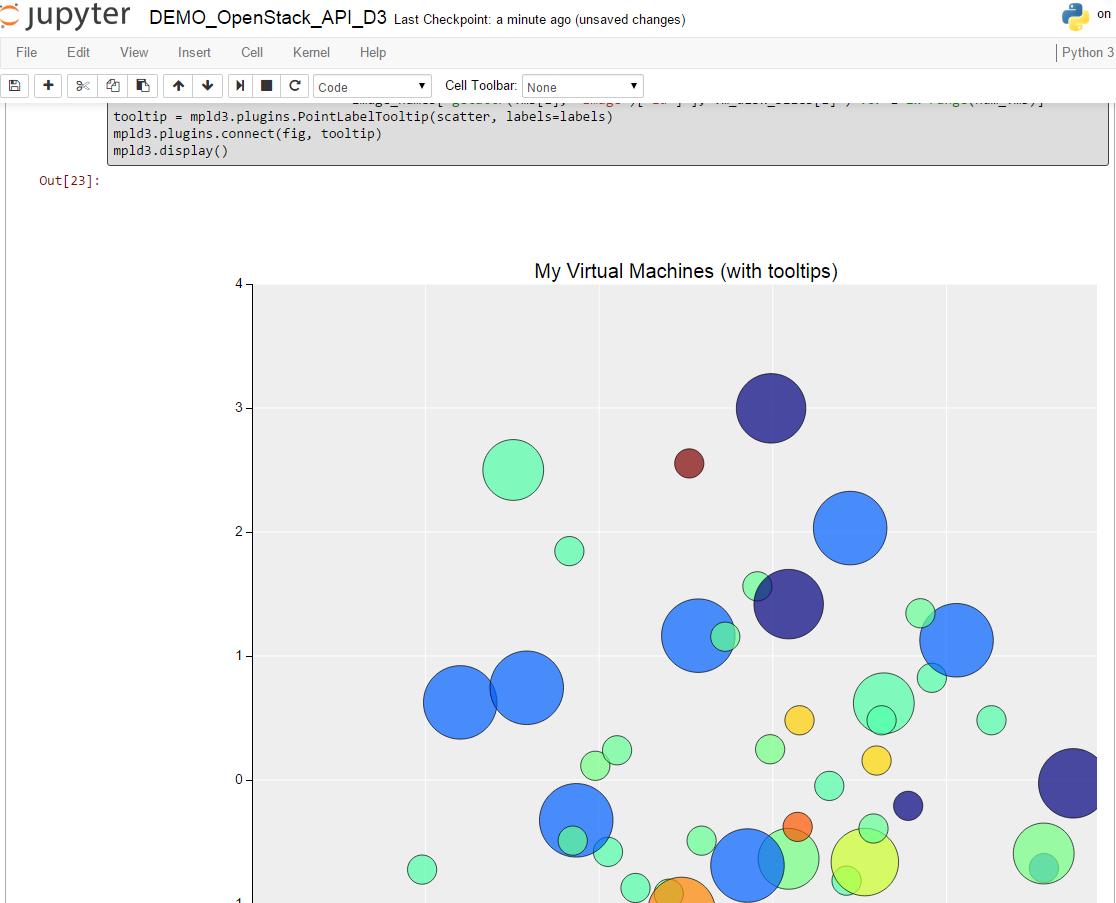 jupyter DEMO_OpenStack_API_D3 Last Checkpoint: a minute ago (unsaved changes) on
File Edit View Insert Cell Kernel Help Python 3
Code Cell Toolbar: None
tooltip = mpld3.plugins.PointLabelTooltip(scatter, labels=labels)
mpld3.plugins.connect(fig, tooltip)
mpld3.display()
Out[23]:
My Virtual Machines (with tooltips)
4
3
2
1
0